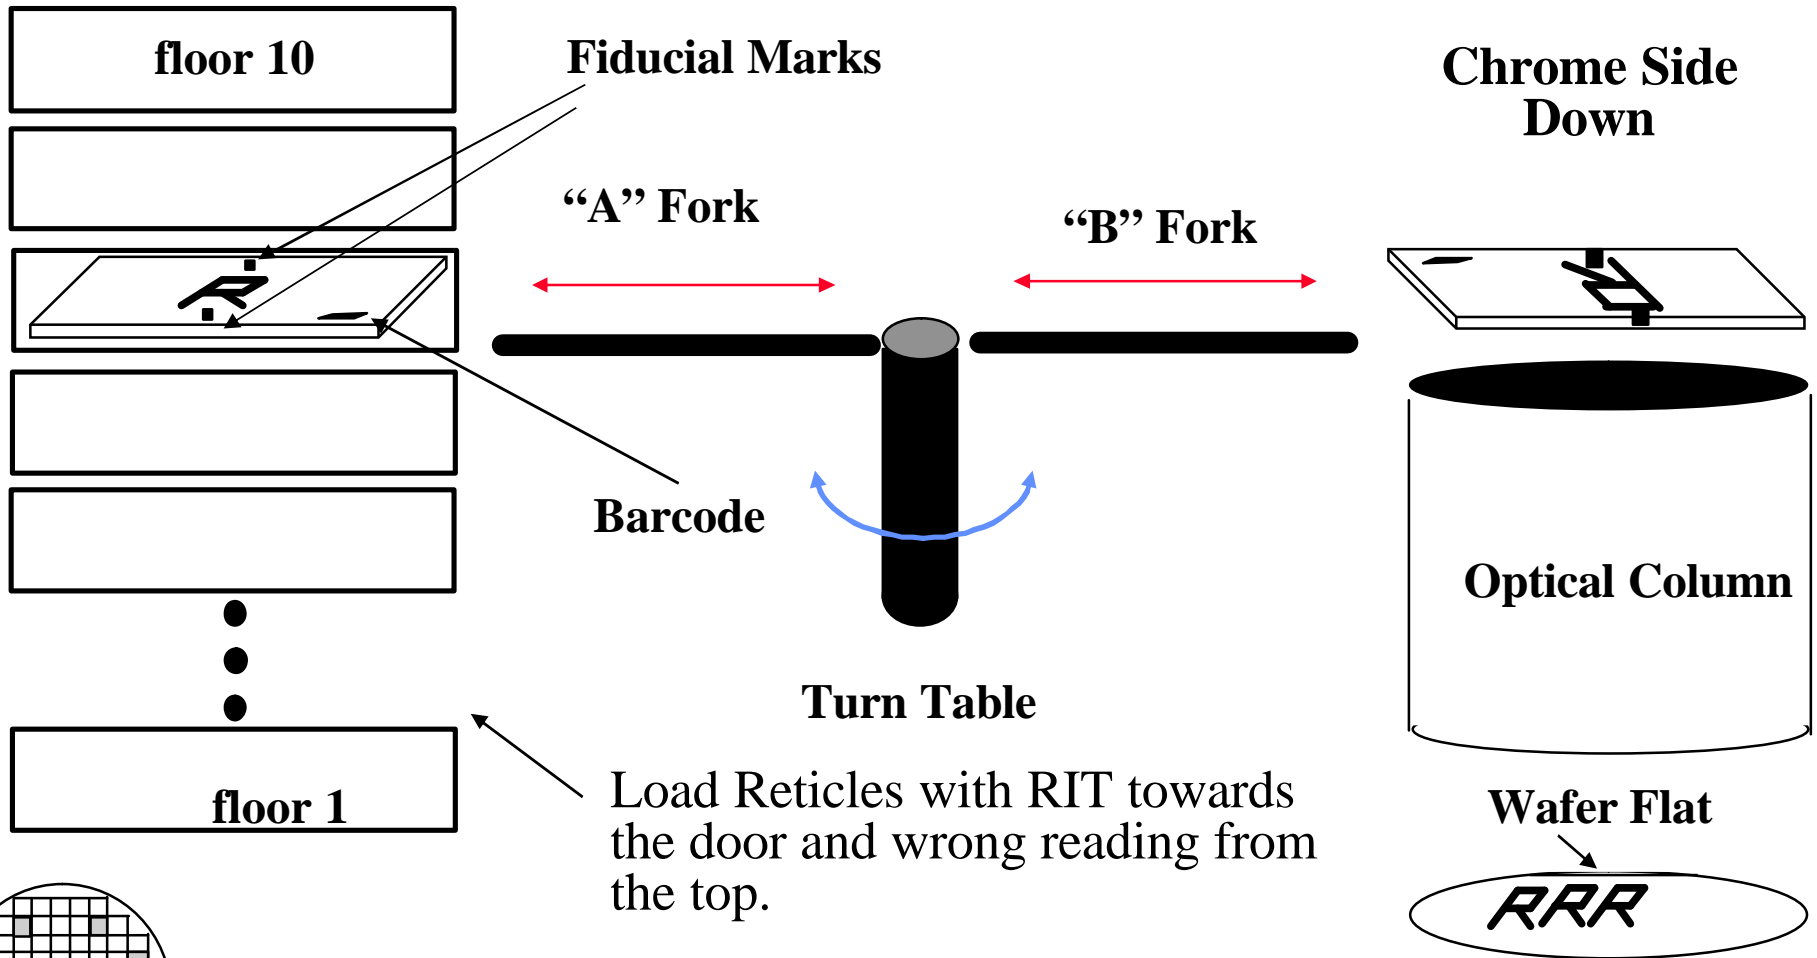 floor 10
Fiducial Marks
Chrome Side
Down
“A” Fork
“B” Fork
R
R
Barcode
Optical Column
Turn Table
Load Reticles with RIT towards
the door and wrong reading from
the top.
floor 1
Wafer Flat
RRR